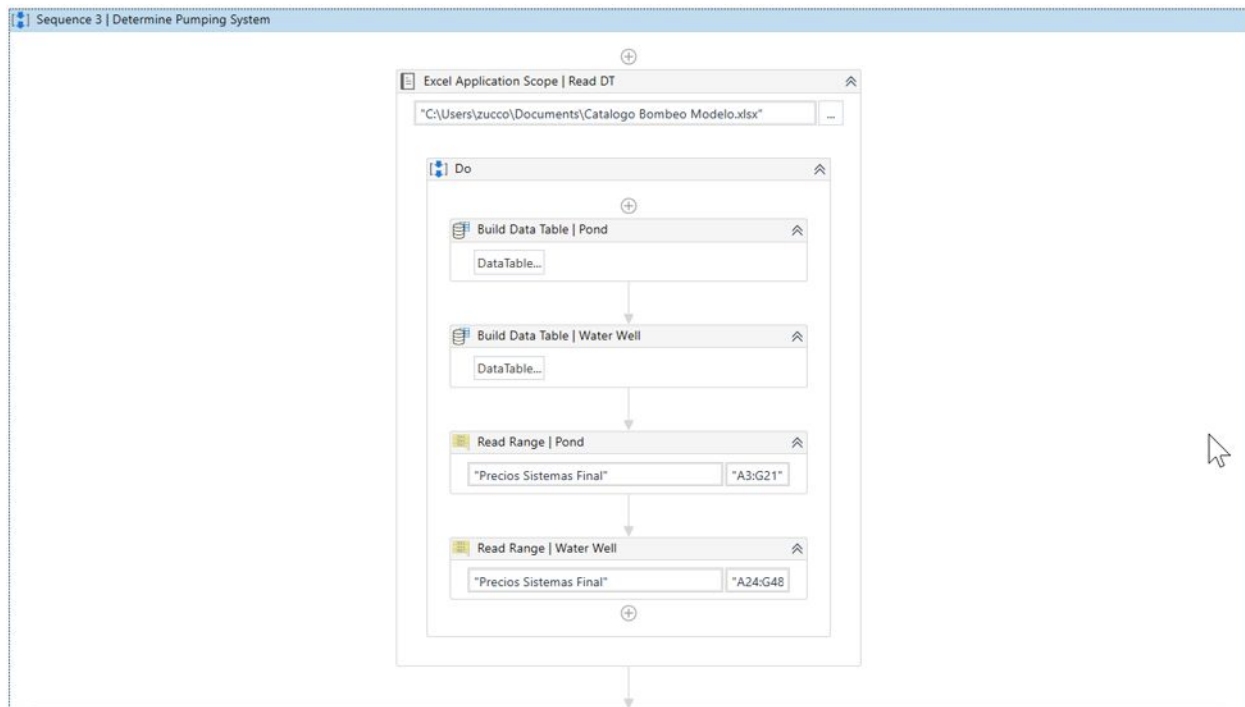 Sequence 3 | Determine Pumping System
Excel Application Scope | Read DT
"C:\Users\zucco\Documents\Catalogo Bombeo Modelo.xlsx"
...
Do
Build Data Table | Pond
DataTable...
Build Data Table | Water Well
DataTable...
Read Range | Pond
"Precios Sistemas Final" "A3:G21"
Read Range | Water Well
"Precios Sistemas Final" "A24:G48